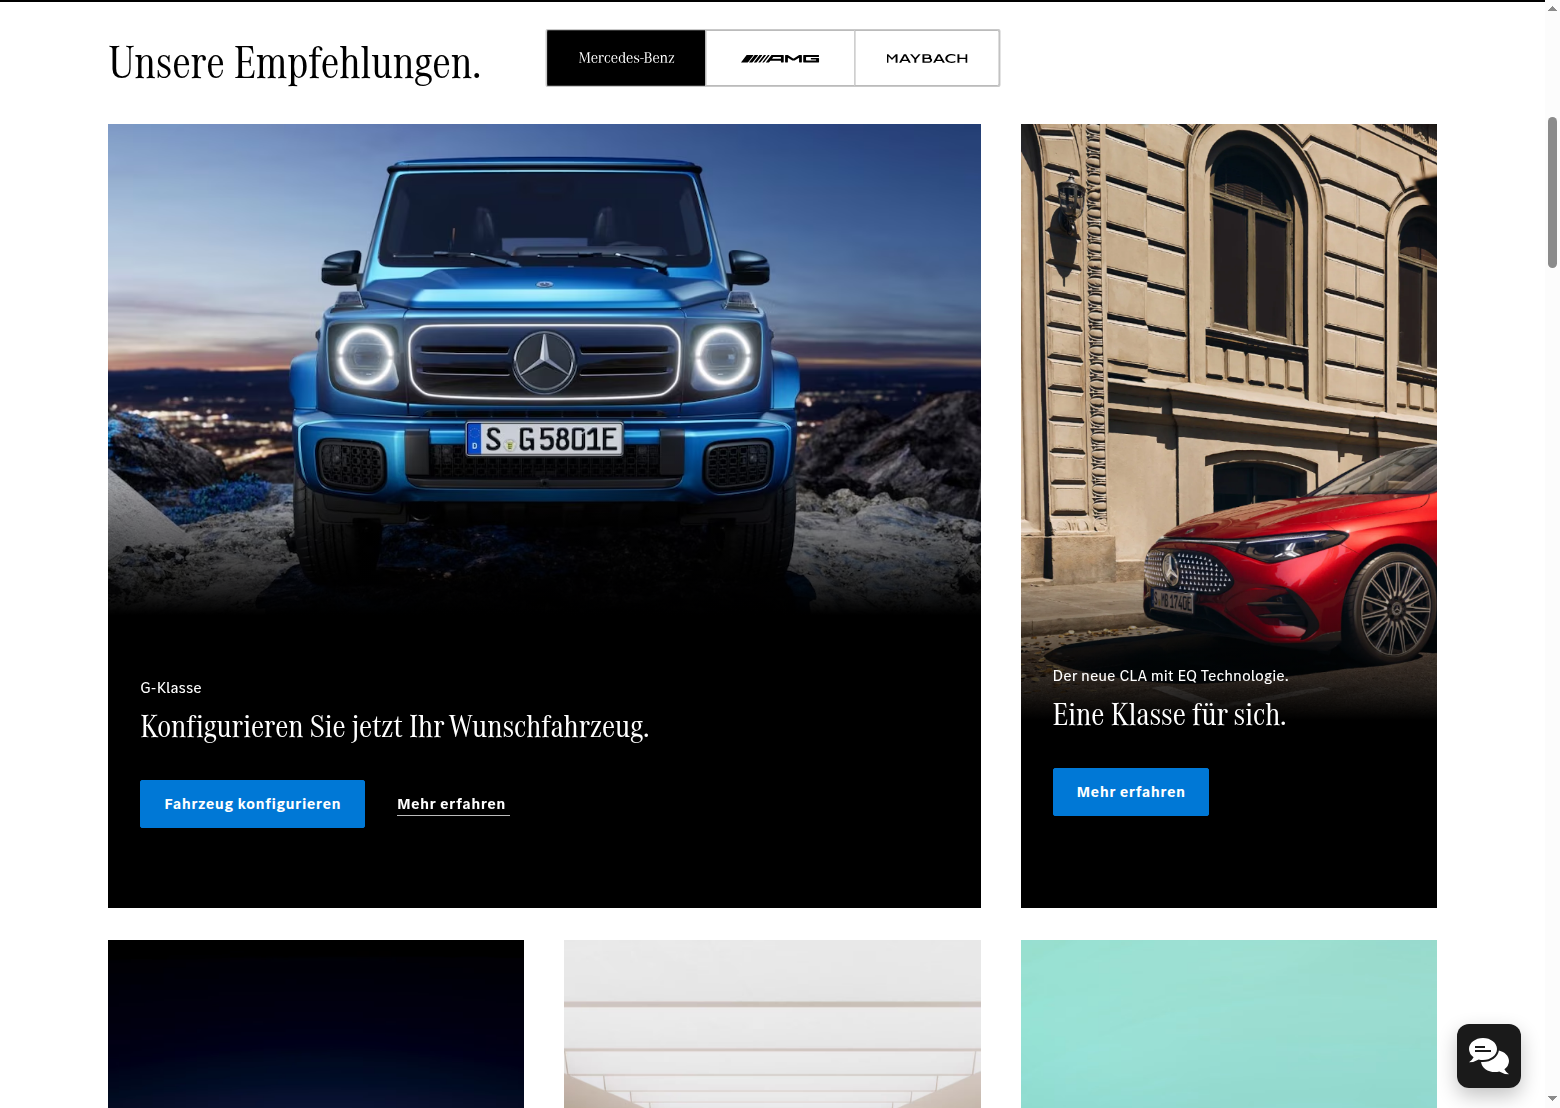 Unsere Empfehlungen.
Mercedes-Benz
AMG
MAYBACH
S G 5801E
D
G-Klasse
Konfigurieren Sie jetzt Ihr Wunschfahrzeug.
Fahrzeug konfigurieren
Mehr erfahren
S MB 1740E
Der neue CLA mit EQ Technologie.
Eine Klasse für sich.
Mehr erfahren